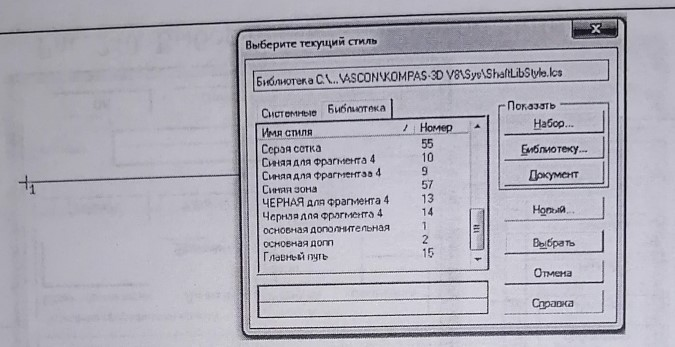 Выберите текущий стиль
Библиотека C:\...\ASCON\KOMPAS-3D V8\Sys\ShaftLibStyle.lcs
Системные Библиотека
Имя стиля / Номер
Серая сетка 55
Синяя для фрагмента 4 10
Синяя для фрагментаа 4 9
Синяя зона 57
ЧЕРНАЯ для фрагмента 4 13
Черная для фрагмента 4 14
основная дополнительная 1
основная допп 2
Главный путь 15
Показать
Набор...
Библиотеку...
Документ
Новый...
Выбрать
Отмена
Справка
1